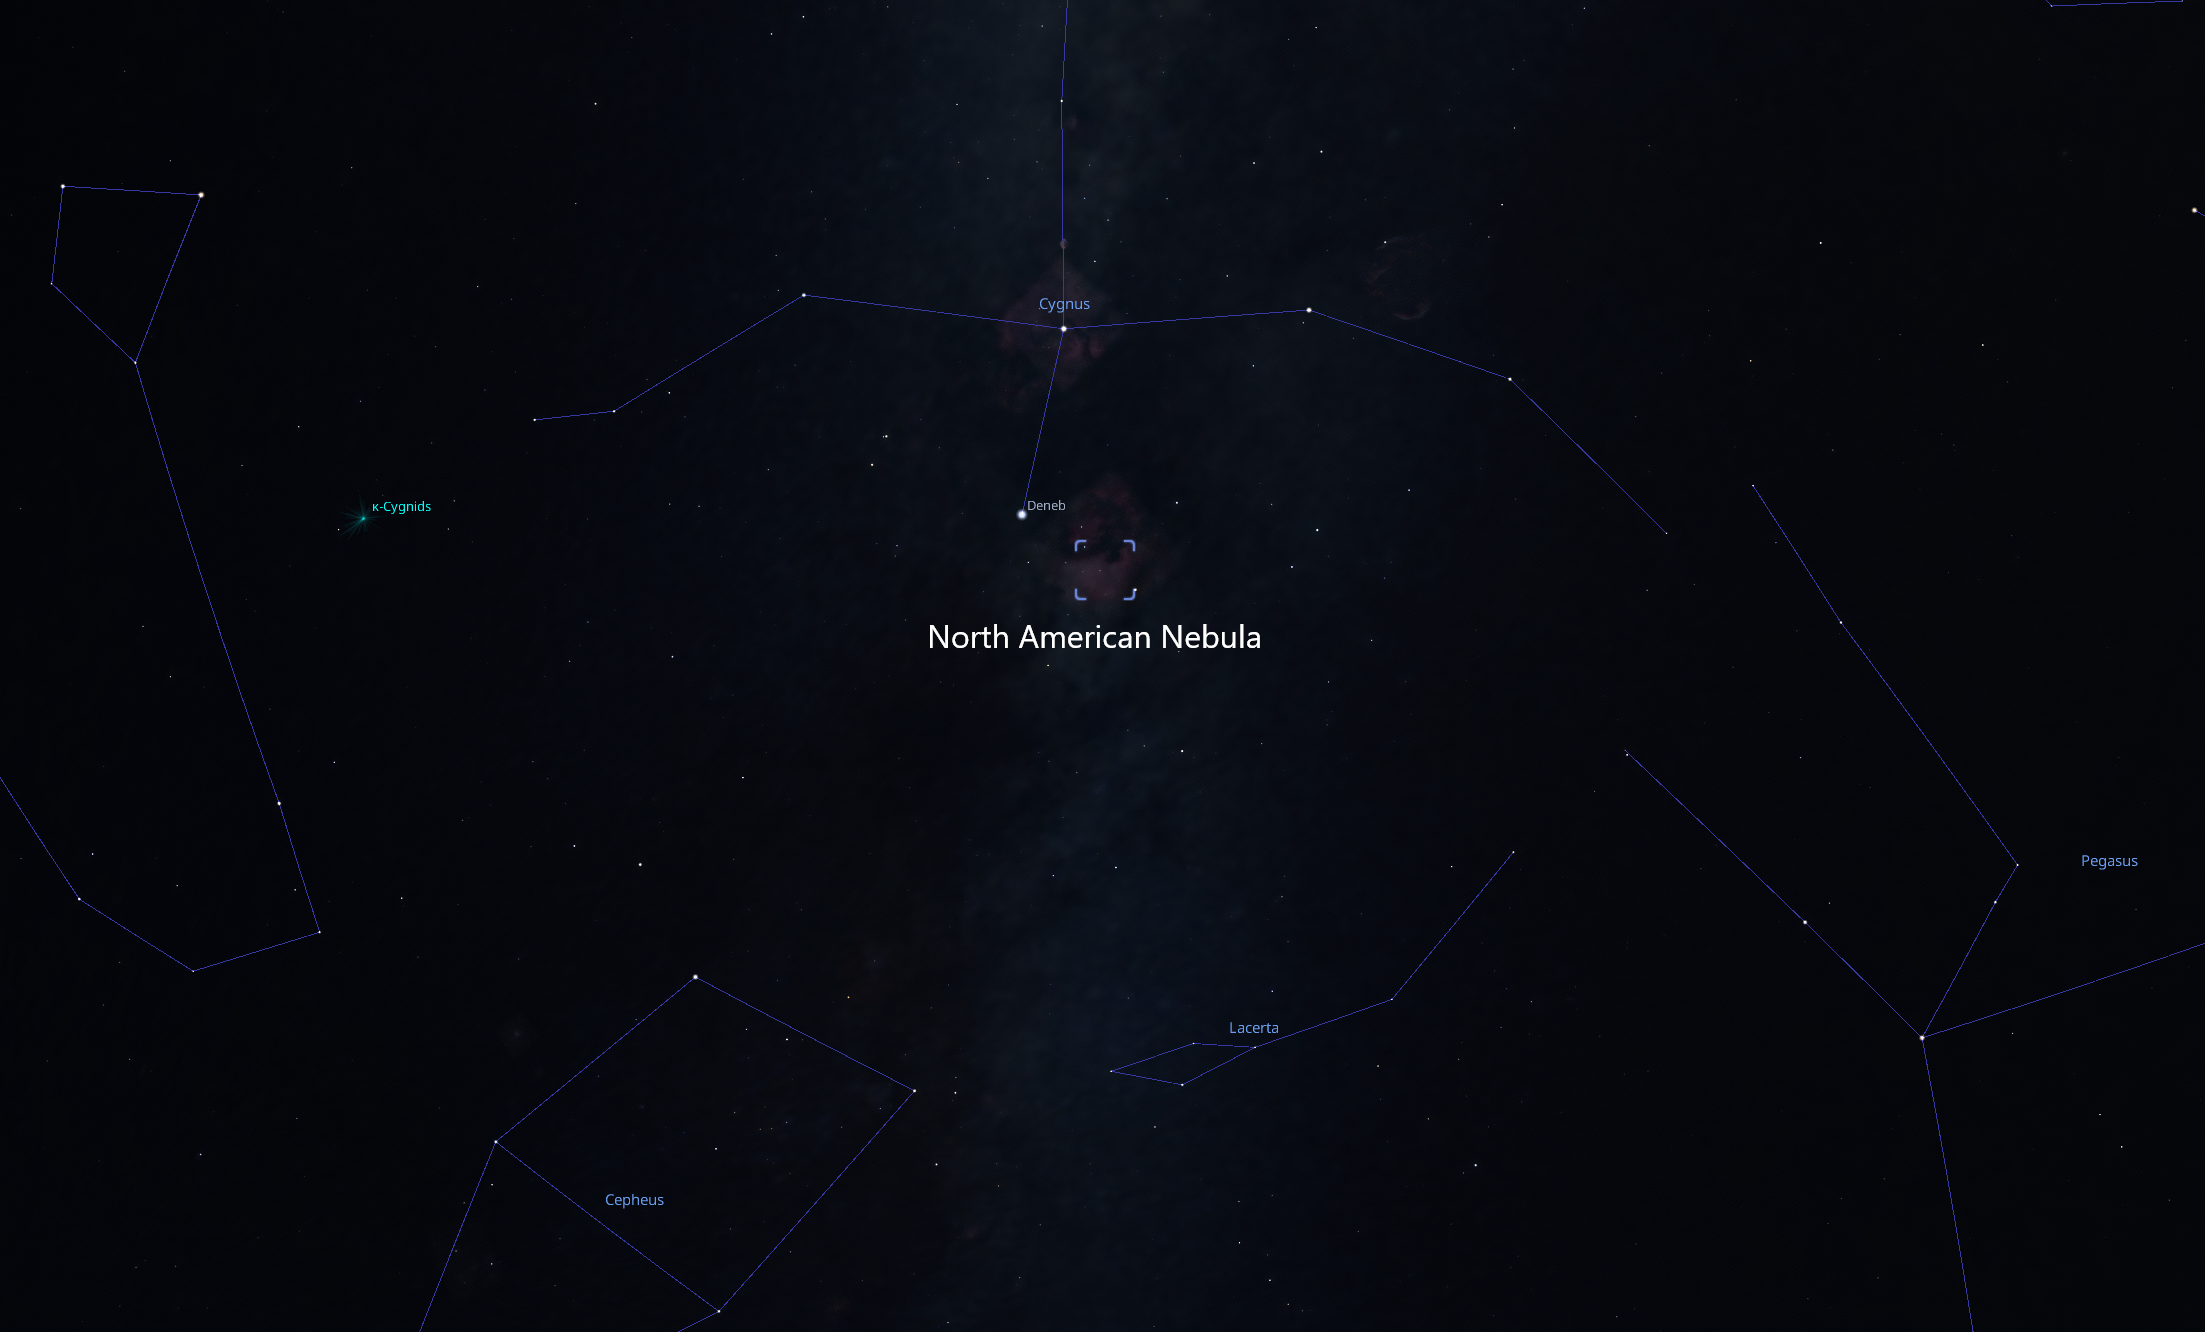 Cygnus
κ-Cygnids
Deneb
North American Nebula
Pegasus
Lacerta
Cepheus